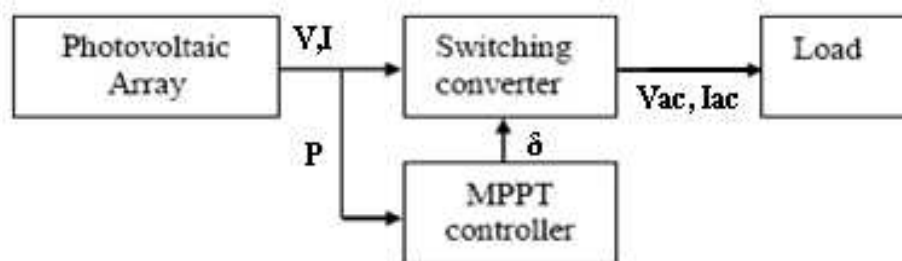 Photovoltaic
Array
V,I
Switching
converter
Load
Vac, Iac
P
δ
MPPT
controller